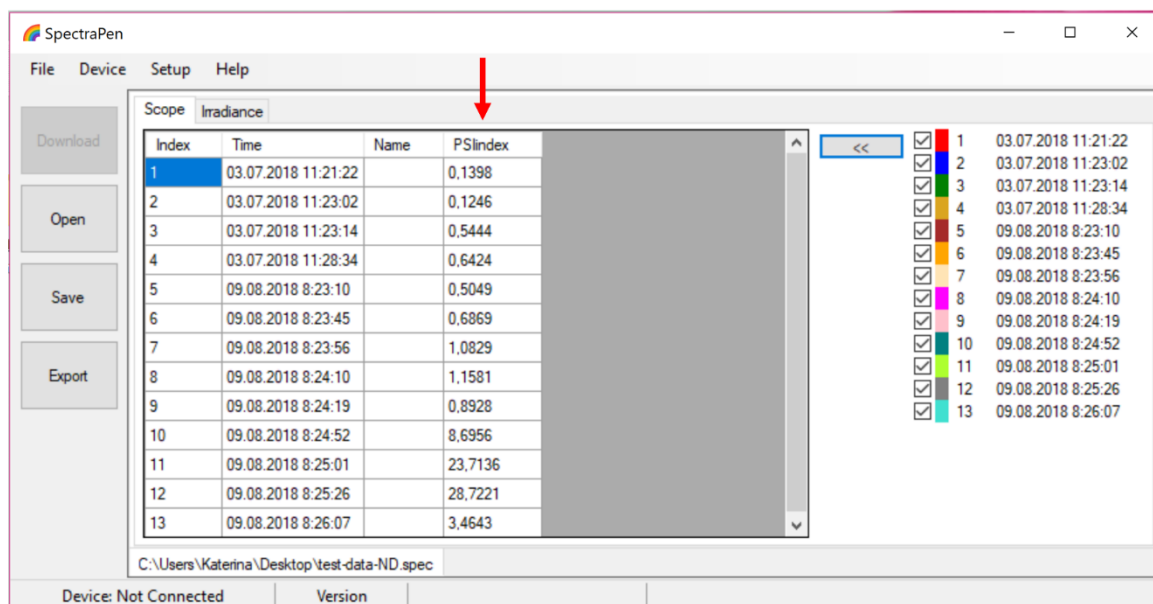 SpectraPen
File Device Setup Help
Scope Irradiance
Download
Open
Save
Export
Index Time Name PSIindex
1 03.07.2018 11:21:22 0,1398
2 03.07.2018 11:23:02 0,1246
3 03.07.2018 11:23:14 0,5444
4 03.07.2018 11:28:34 0,6424
5 09.08.2018 8:23:10 0,5049
6 09.08.2018 8:23:45 0,6869
7 09.08.2018 8:23:56 1,0829
8 09.08.2018 8:24:10 1,1581
9 09.08.2018 8:24:19 0,8928
10 09.08.2018 8:24:52 8,6956
11 09.08.2018 8:25:01 23,7136
12 09.08.2018 8:25:26 28,7221
13 09.08.2018 8:26:07 3,4643
<<
1 03.07.2018 11:21:22
2 03.07.2018 11:23:02
3 03.07.2018 11:23:14
4 03.07.2018 11:28:34
5 09.08.2018 8:23:10
6 09.08.2018 8:23:45
7 09.08.2018 8:23:56
8 09.08.2018 8:24:10
9 09.08.2018 8:24:19
10 09.08.2018 8:24:52
11 09.08.2018 8:25:01
12 09.08.2018 8:25:26
13 09.08.2018 8:26:07
C:\Users\Katerina\Desktop\test-data-ND.spec
Device: Not Connected Version